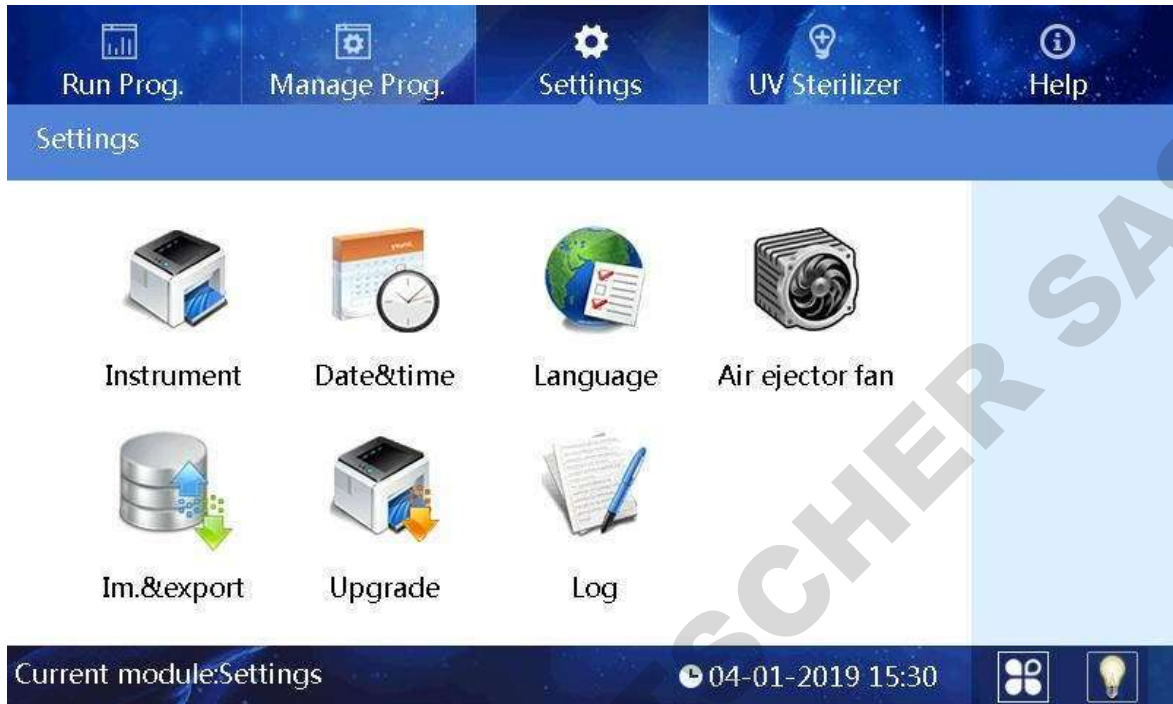 Run Prog. Manage Prog. Settings UV Sterilizer Help
Settings
Instrument Date&time Language Air ejector fan
Im.&export Upgrade Log
Current module:Settings 04-01-2019 15:30